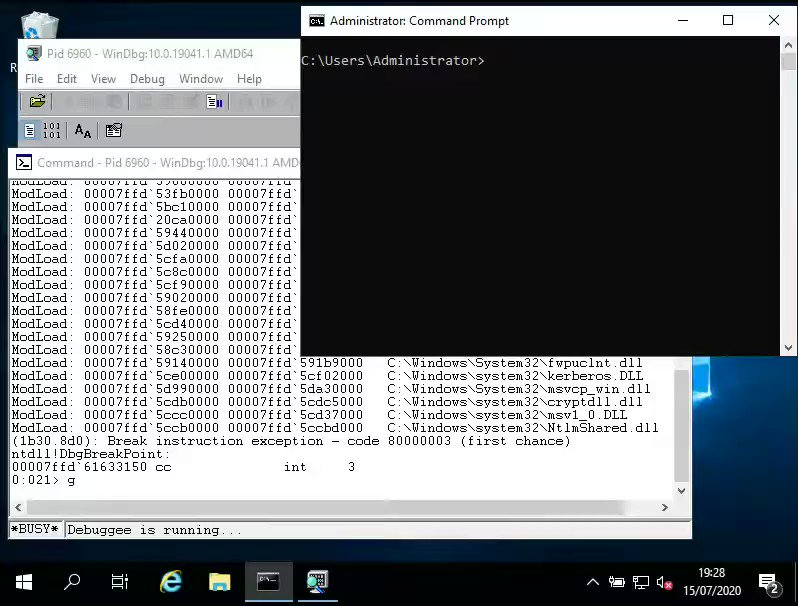 Administrator: Command Prompt
C:\Users\Administrator>
Pid 6960 - WinDbg:10.0.19041.1 AMD64
File Edit View Debug Window Help
Command - Pid 6960 - WinDbg:10.0.19041.1 AMD
ModLoad: 00007ffd`53fb0000 00007ffd`
ModLoad: 00007ffd`5bc10000 00007ffd`
ModLoad: 00007ffd`20ca0000 00007ffd`
ModLoad: 00007ffd`59440000 00007ffd`
ModLoad: 00007ffd`5d020000 00007ffd`
ModLoad: 00007ffd`5cfa0000 00007ffd`
ModLoad: 00007ffd`5c8c0000 00007ffd`
ModLoad: 00007ffd`5cf90000 00007ffd`
ModLoad: 00007ffd`59020000 00007ffd`
ModLoad: 00007ffd`58fe0000 00007ffd`
ModLoad: 00007ffd`5cd40000 00007ffd`
ModLoad: 00007ffd`59250000 00007ffd`
ModLoad: 00007ffd`58c30000 00007ffd`
ModLoad: 00007ffd`59140000 00007ffd`591b9000 C:\Windows\System32\fwpuclnt.dll
ModLoad: 00007ffd`5ce00000 00007ffd`5cf02000 C:\Windows\System32\kerberos.DLL
ModLoad: 00007ffd`5d990000 00007ffd`5da30000 C:\Windows\System32\msvcp_win.dll
ModLoad: 00007ffd`5cdb0000 00007ffd`5cdc5000 C:\Windows\System32\cryptdll.dll
ModLoad: 00007ffd`5ccc0000 00007ffd`5cd37000 C:\Windows\System32\msv1_0.DLL
ModLoad: 00007ffd`5ccb0000 00007ffd`5ccbd000 C:\Windows\System32\NtlmShared.dll
(1b30.8d0): Break instruction exception - code 80000003 (first chance)
ntdll!DbgBreakPoint:
00007ffd`61633150 cc int 3
0:021> g
*BUSY* Debuggee is running...
19:28
15/07/2020
2